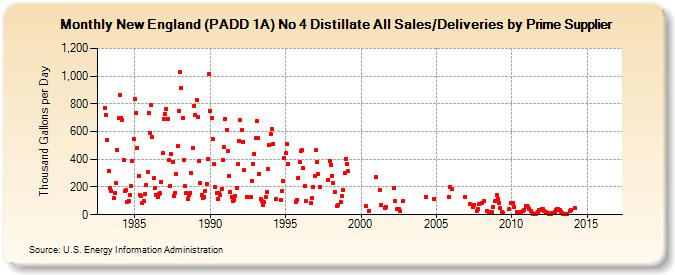 Monthly New England (PADD 1A) No 4 Distillate All Sales/Deliveries by Prime Supplier
Thousand Gallons per Day
1,200
1,000
800
600
400
200
0
1985 1990 1995 2000 2005 2010 2015
Source: U.S. Energy Information Administration